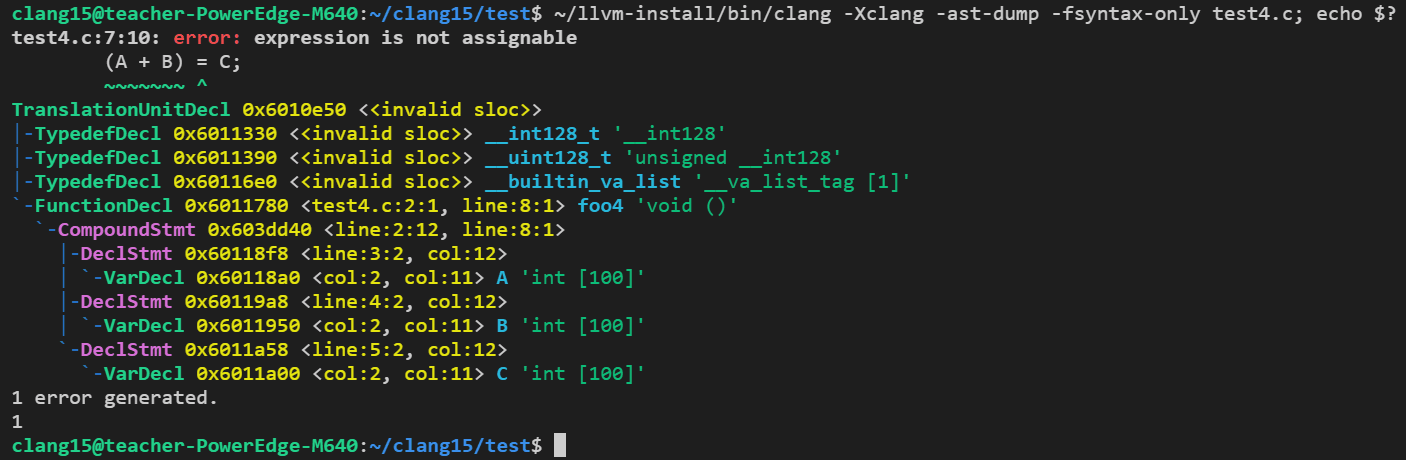 clang15@teacher-PowerEdge-M640:~/clang15/test$ ~/llvm-install/bin/clang -Xclang -ast-dump -fsyntax-only test4.c; echo $?
test4.c:7:10: error: expression is not assignable
        (A + B) = C;
        ~~~~~~~ ^
TranslationUnitDecl 0x6010e50 <<invalid sloc>>
|-TypedefDecl 0x6011330 <<invalid sloc>> __int128_t '__int128'
|-TypedefDecl 0x6011390 <<invalid sloc>> __uint128_t 'unsigned __int128'
|-TypedefDecl 0x60116e0 <<invalid sloc>> __builtin_va_list '__va_list_tag [1]'
`-FunctionDecl 0x6011780 <test4.c:2:1, line:8:1> foo4 'void ()'
  `-CompoundStmt 0x603dd40 <line:2:12, line:8:1>
    |-DeclStmt 0x60118f8 <line:3:2, col:12>
    | `-VarDecl 0x60118a0 <col:2, col:11> A 'int [100]'
    |-DeclStmt 0x60119a8 <line:4:2, col:12>
    | `-VarDecl 0x6011950 <col:2, col:11> B 'int [100]'
    `-DeclStmt 0x6011a58 <line:5:2, col:12>
      `-VarDecl 0x6011a00 <col:2, col:11> C 'int [100]'
1 error generated.
1
clang15@teacher-PowerEdge-M640:~/clang15/test$